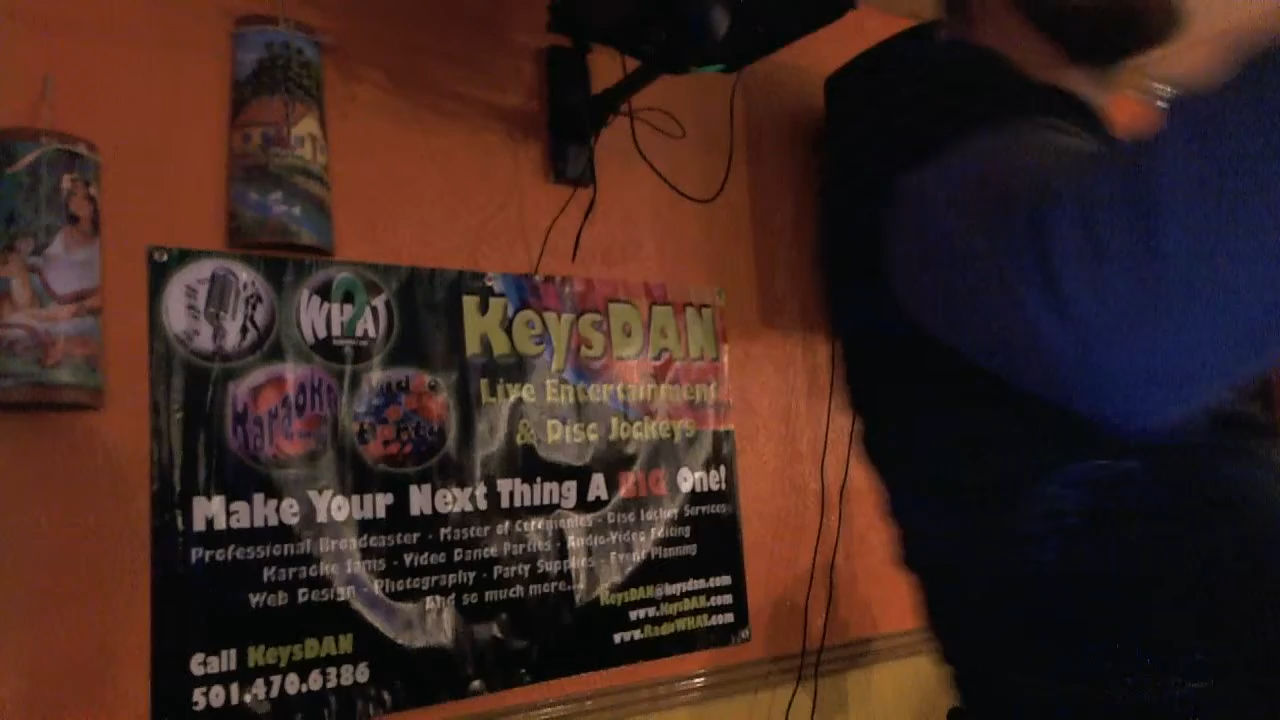 WHAT
?
KeysDAN
Karaoke
Live Entertainment
& Disc Jockeys
Make Your Next Thing A BIG One!
Professional Broadcaster - Master of Ceremonies - Disc Jockey Services
Karaoke Jams - Video Dance Parties - Audio-Video Editing
Web Design - Photography - Party Supplies - Event Planning
And so much more...
KeysDAN@keysdan.com
www.KeysDAN.com
www.RadioWHAT.com
Call KeysDAN
501.470.6386